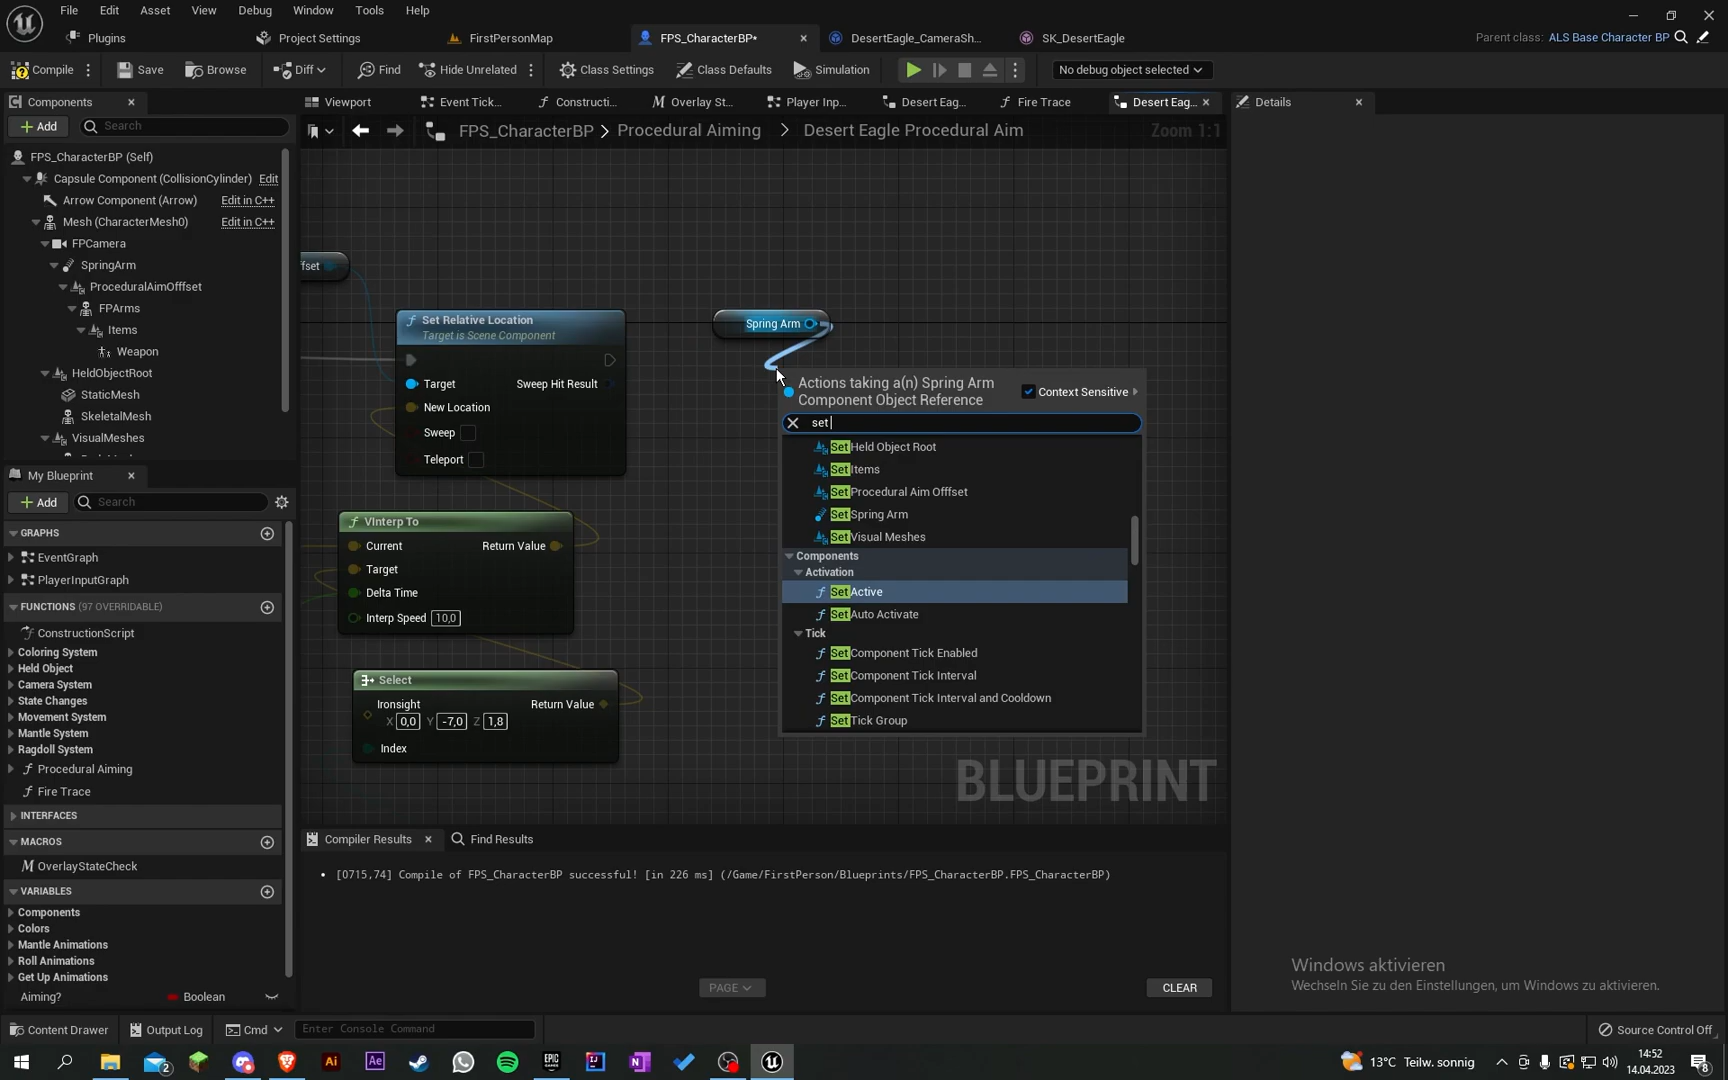 File Edit Asset View Debug Window Tools Help
Plugins Project Settings FirstPersonMap FPS_CharacterBP* DesertEagle_CameraSh... SK_DesertEagle Parent class: ALS Base Character BP
Compile Save Browse Diff Find Hide Unrelated Class Settings Class Defaults Simulation No debug object selected
Components Viewport Event Tick... Constructi... Overlay St... Player Inp... Desert Eag... Fire Trace Desert Eag... Details
Add Search FPS_CharacterBP Procedural Aiming Desert Eagle Procedural Aim Zoom 1:1
FPS_CharacterBP (Self)
Capsule Component (CollisionCylinder) Edit
Arrow Component (Arrow) Edit in C++
Mesh (CharacterMesh0) Edit in C++
FPCamera
SpringArm
ProceduralAimOfffset
FPArms
Items
Weapon
HeldObjectRoot
StaticMesh
SkeletalMesh
VisualMeshes
My Blueprint
Add Search
GRAPHS
EventGraph
PlayerInputGraph
FUNCTIONS (97 OVERRIDABLE)
ConstructionScript
Coloring System
Held Object
Camera System
State Changes
Movement System
Mantle System
Ragdoll System
Procedural Aiming
Fire Trace
INTERFACES
MACROS
OverlayStateCheck
VARIABLES
Components
Colors
Mantle Animations
Roll Animations
Get Up Animations
Aiming? Boolean
ffset
Set Relative Location
Target is Scene Component
Target Sweep Hit Result
New Location
Sweep
Teleport
VInterp To
Current Return Value
Target
Delta Time
Interp Speed 10,0
Select
Ironsight Return Value
X 0,0 Y -7,0 Z 1,8
Index
Spring Arm
Actions taking a(n) Spring Arm
Component Object Reference
Context Sensitive
set
Set Held Object Root
Set Items
Set Procedural Aim Offfset
Set Spring Arm
Set Visual Meshes
Components
Activation
Set Active
Set Auto Activate
Tick
Set Component Tick Enabled
Set Component Tick Interval
Set Component Tick Interval and Cooldown
Set Tick Group
BLUEPRINT
Compiler Results Find Results
[0715,74] Compile of FPS_CharacterBP successful! [in 226 ms] (/Game/FirstPerson/Blueprints/FPS_CharacterBP.FPS_CharacterBP)
PAGE CLEAR
Windows aktivieren
Wechseln Sie zu den Einstellungen, um Windows zu aktivieren.
Content Drawer Output Log Cmd Enter Console Command Source Control Off
2 Ai Ae EPIC GAMES IJ N 13°C Teilw. sonnig 14:52
14.04.2023 8